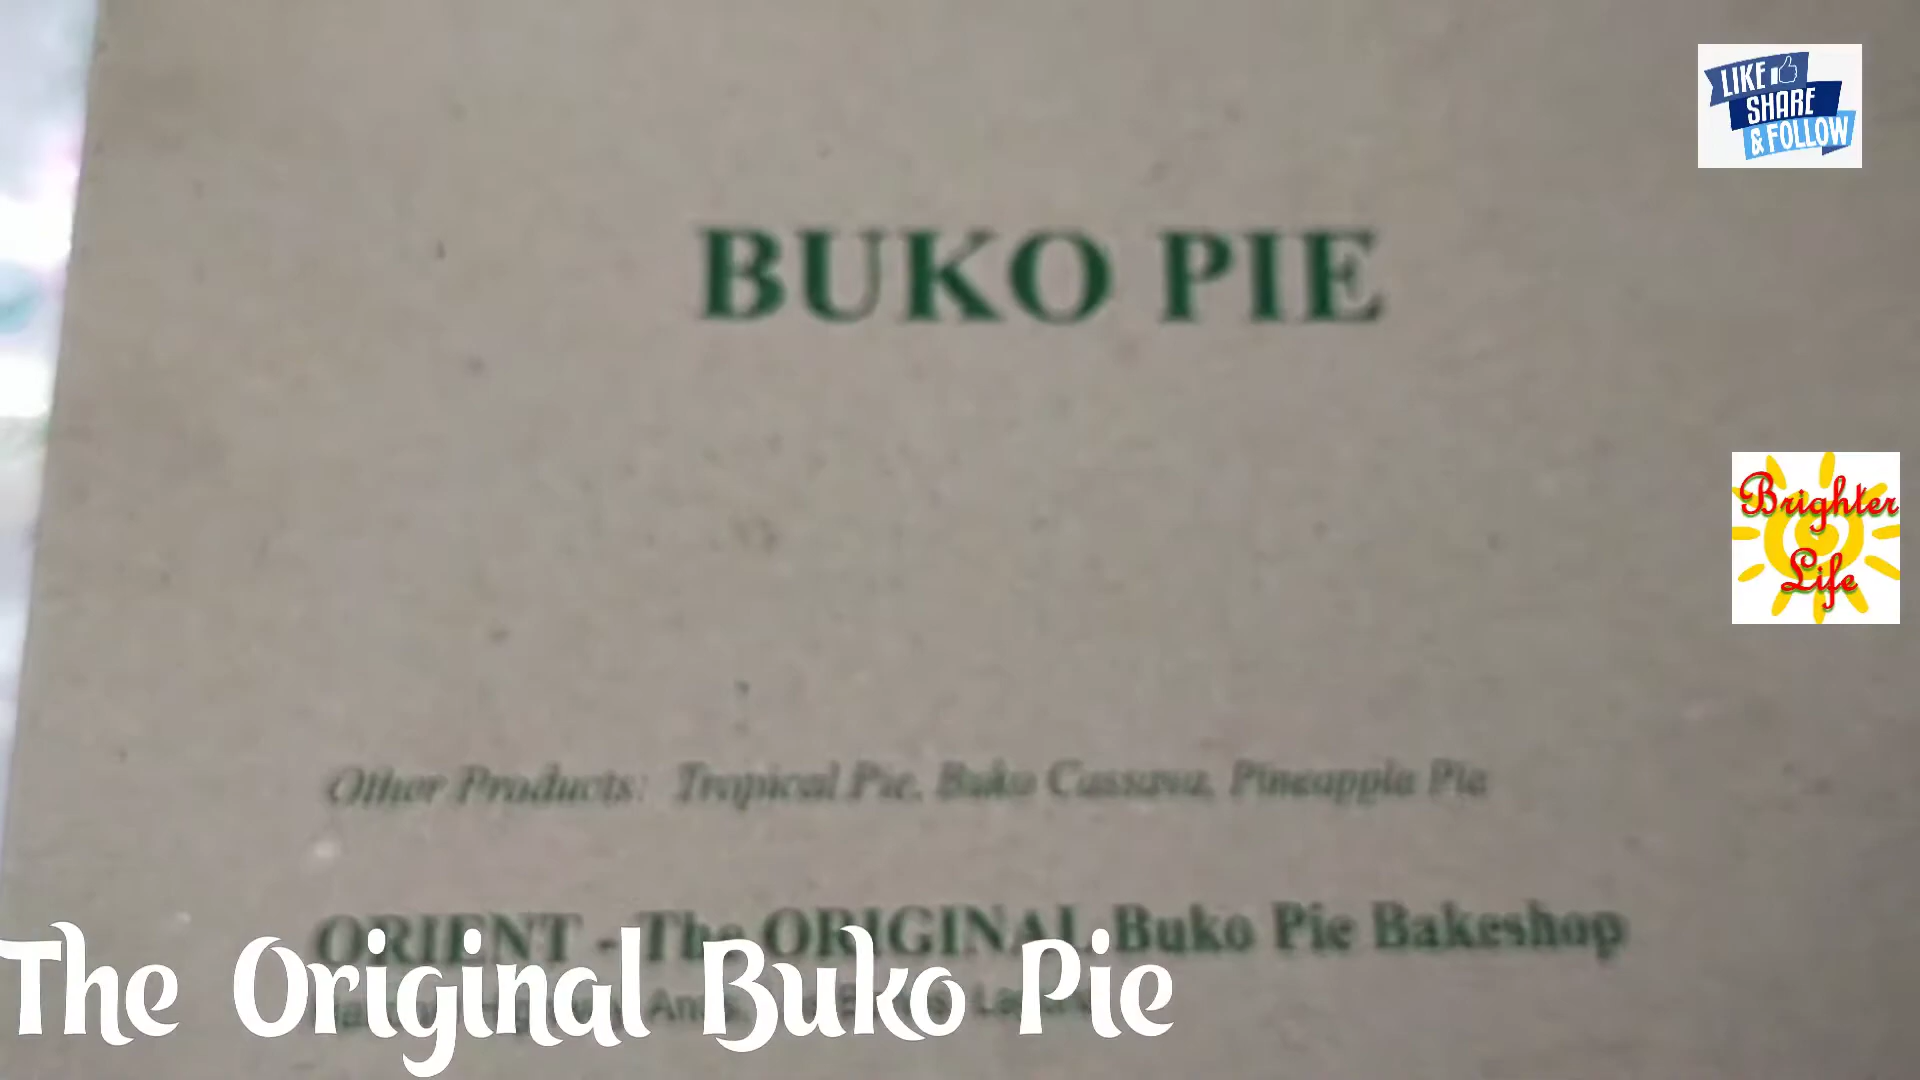 LIKE
SHARE
& FOLLOW
BUKO PIE
Brighter
Life
Other Products: Tropical Pie, Buko Cassava, Pineapple Pie
ORIENT - The ORIGINAL Buko Pie Bakeshop
The Original Buko Pie